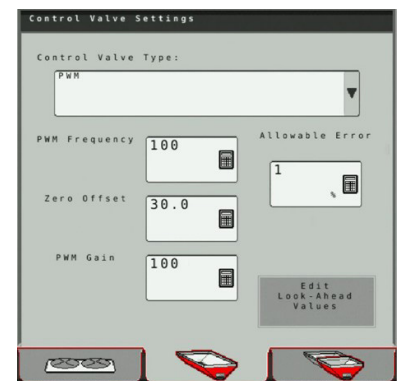 Control Valve Settings
Control Valve Type:
PWM
PWM Frequency
100
Allowable Error
1
%
Zero Offset
30.0
PWM Gain
100
Edit
Look-Ahead
Values